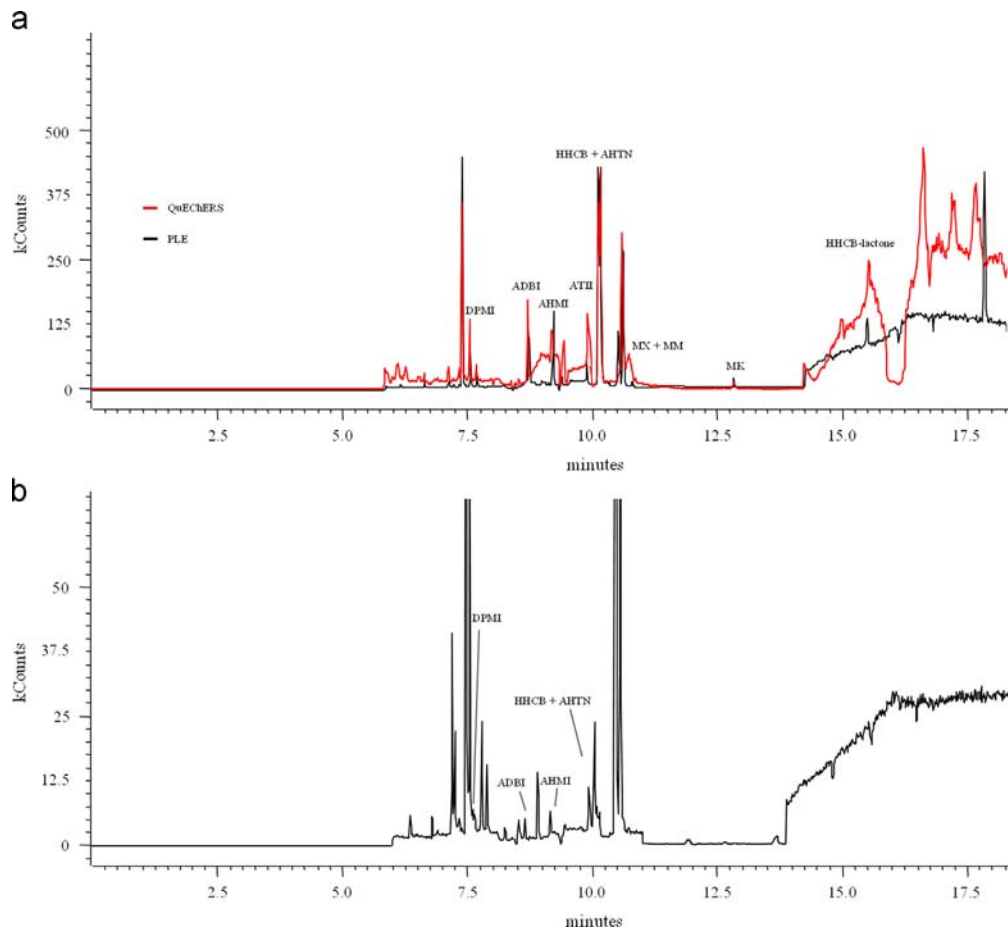 a
500
375
250
125
0
kCounts
QuEChERS
PLE
DPMI
ADBI
AHMI
ATII
HHCB + AHTN
MX + MM
MK
HHCB-lactone
2.5 5.0 7.5 10.0 12.5 15.0 17.5
minutes
b
50
37.5
25
12.5
0
kCounts
DPMI
ADBI
AHMI
HHCB + AHTN
2.5 5.0 7.5 10.0 12.5 15.0 17.5
minutes